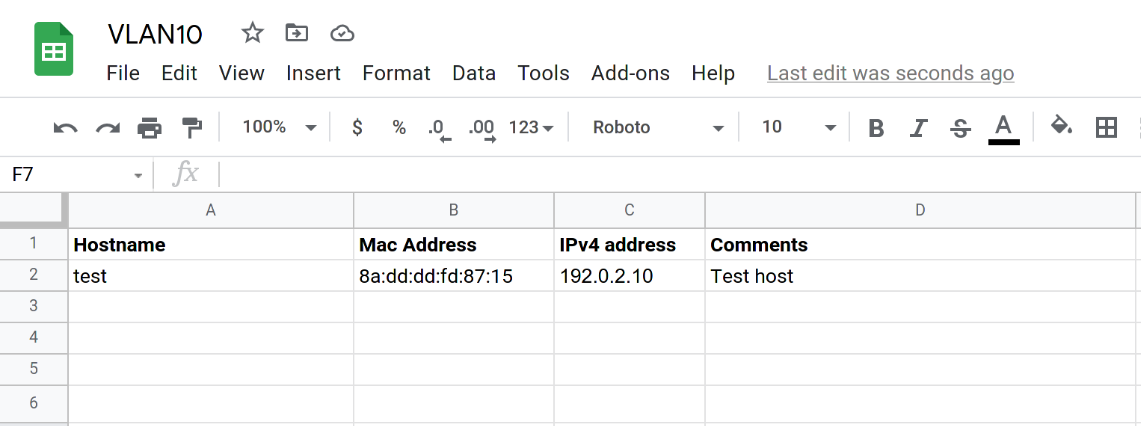 VLAN10
File Edit View Insert Format Data Tools Add-ons Help Last edit was seconds ago
100% $ % .0 .00 123 Roboto 10 B I S A
F7 fx
A B C D
1 Hostname Mac Address IPv4 address Comments
2 test 8a:dd:dd:fd:87:15 192.0.2.10 Test host
3
4
5
6